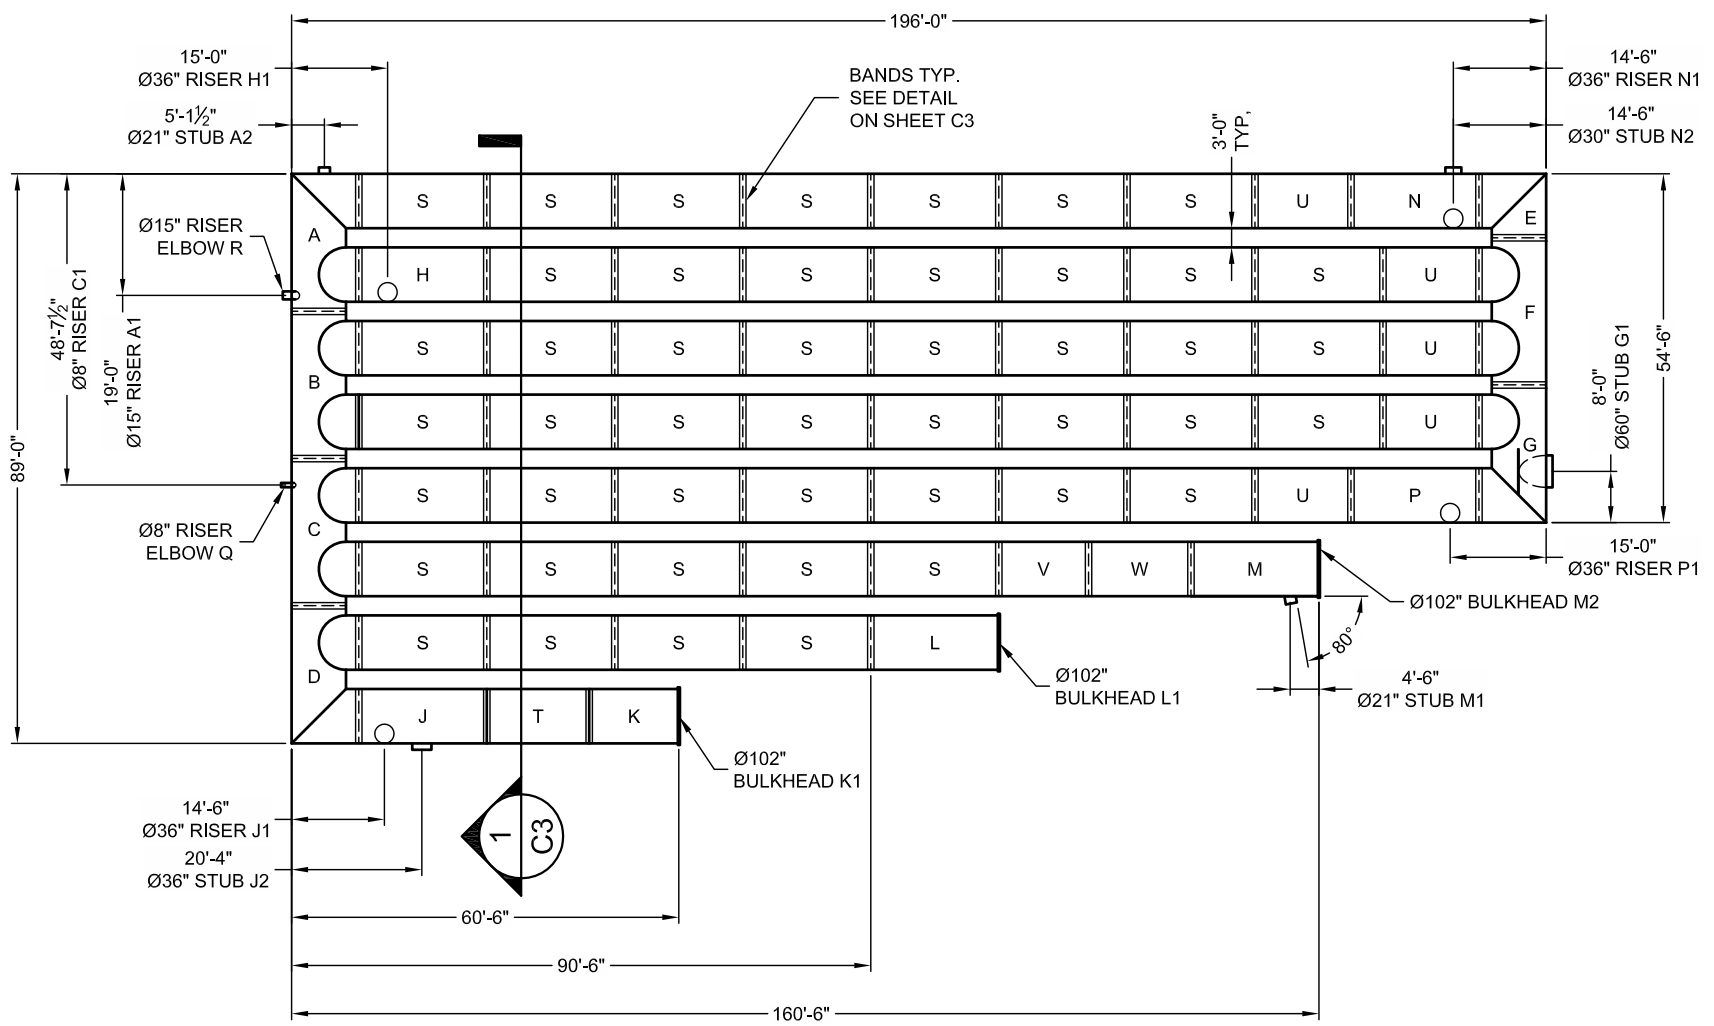 196'-0"
15'-0"
Ø36" RISER H1
5'-1½"
Ø21" STUB A2
BANDS TYP.
SEE DETAIL
ON SHEET C3
3'-0"
TYP,
14'-6"
Ø36" RISER N1
14'-6"
Ø30" STUB N2
S S S S S S S U N
A E
Ø15" RISER
ELBOW R
H S S S S S S S U
F
48'-7½"
Ø8" RISER C1
19'-0"
Ø15" RISER A1
89'-0"
S S S S S S S S U
B
8'-0"
Ø60" STUB G1
54'-6"
S S S S S S S S U
G
S S S S S S S U P
Ø8" RISER
ELBOW Q
C
15'-0"
Ø36" RISER P1
S S S S S V W M
Ø102" BULKHEAD M2
80°
S S S S L
D
Ø102"
BULKHEAD L1
4'-6"
Ø21" STUB M1
J T K
Ø102"
BULKHEAD K1
14'-6"
Ø36" RISER J1
1
C3
20'-4"
Ø36" STUB J2
60'-6"
90'-6"
160'-6"